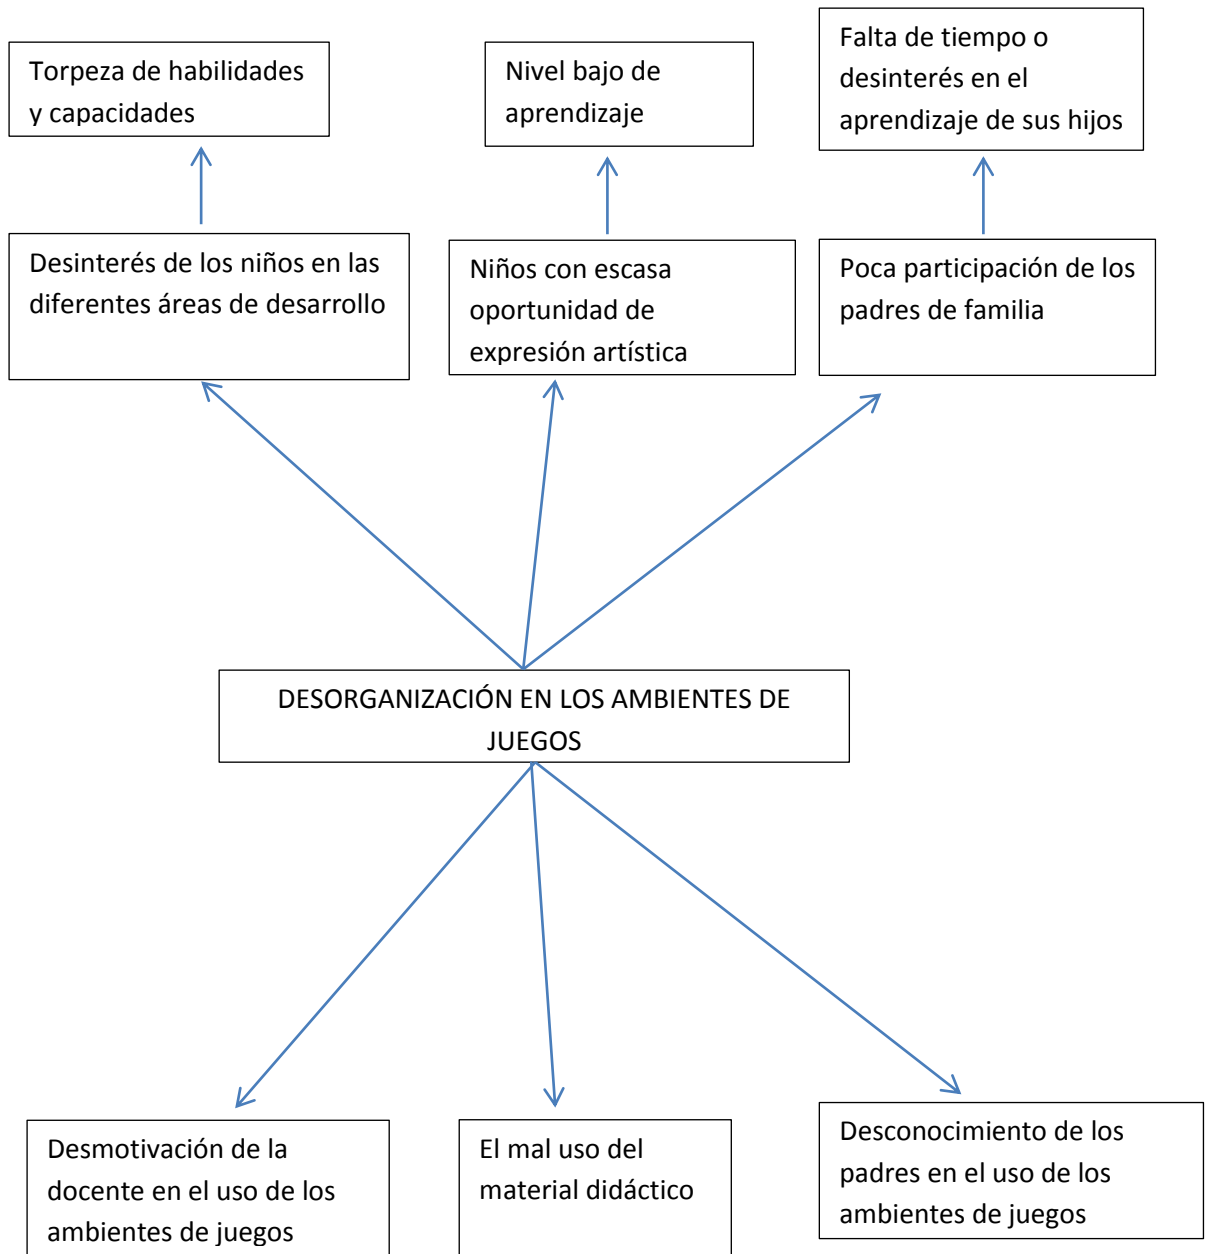 Torpeza de habilidades
y capacidades
Nivel bajo de
aprendizaje
Falta de tiempo o
desinterés en el
aprendizaje de sus hijos
Desinterés de los niños en las
diferentes áreas de desarrollo
Niños con escasa
oportunidad de
expresión artística
Poca participación de los
padres de familia
DESORGANIZACIÓN EN LOS AMBIENTES DE
JUEGOS
Desmotivación de la
docente en el uso de los
ambientes de juegos
El mal uso del
material didáctico
Desconocimiento de los
padres en el uso de los
ambientes de juegos